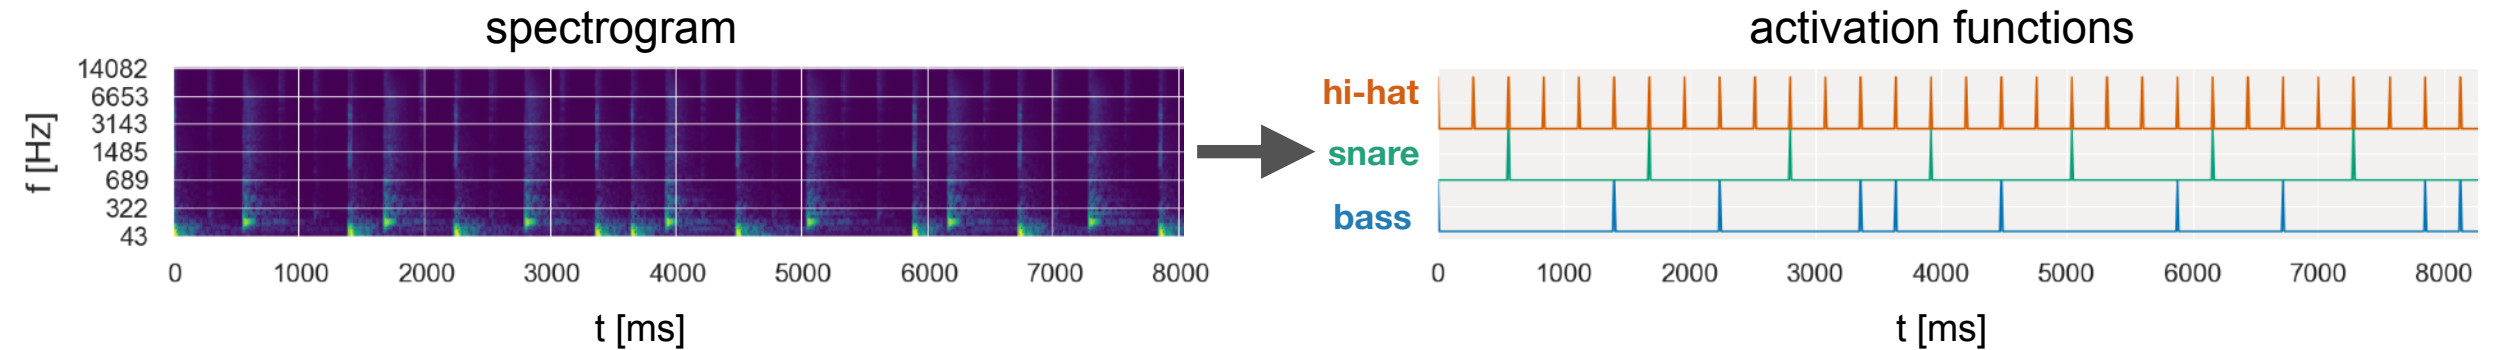 spectrogram
14082
6653
3143
1485
689
322
43
f [Hz]
0 1000 2000 3000 4000 5000 6000 7000 8000
t [ms]
activation functions
hi-hat
snare
bass
0 1000 2000 3000 4000 5000 6000 7000 8000
t [ms]